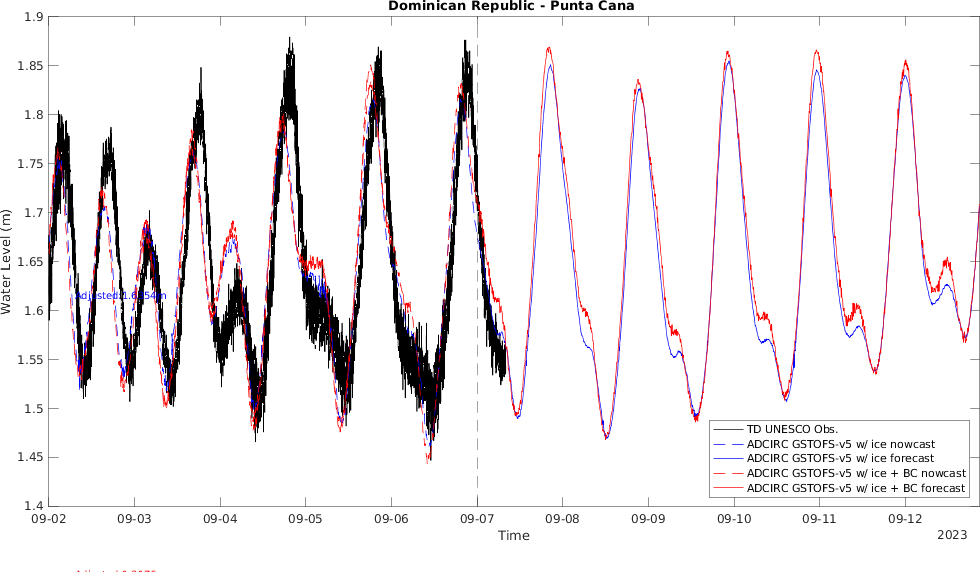 Dominican Republic - Punta Cana
1.9
1.85
1.8
1.75
1.7
1.65
1.6
1.55
1.5
1.45
1.4
Water Level (m)
09-02
09-03
09-04
09-05
09-06
09-07
09-08
09-09
09-10
09-11
09-12
Time
2023
TD UNESCO Obs.
ADCIRC GSTOFS-v5 w/ ice nowcast
ADCIRC GSTOFS-v5 w/ ice forecast
ADCIRC GSTOFS-v5 w/ ice + BC nowcast
ADCIRC GSTOFS-v5 w/ ice + BC forecast